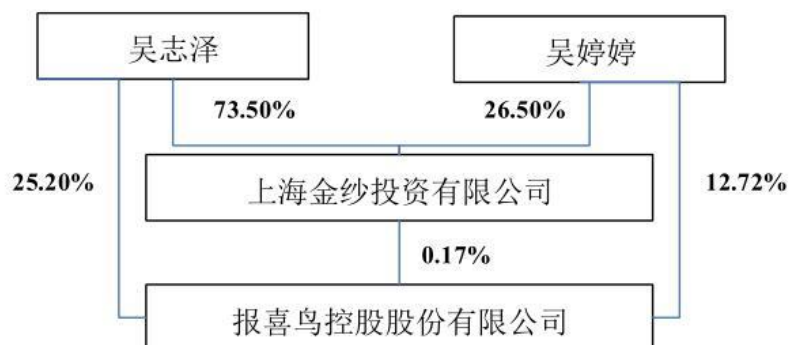 吴志泽
吴婷婷
73.50%
26.50%
25.20%
上海金纱投资有限公司
12.72%
0.17%
报喜鸟控股股份有限公司